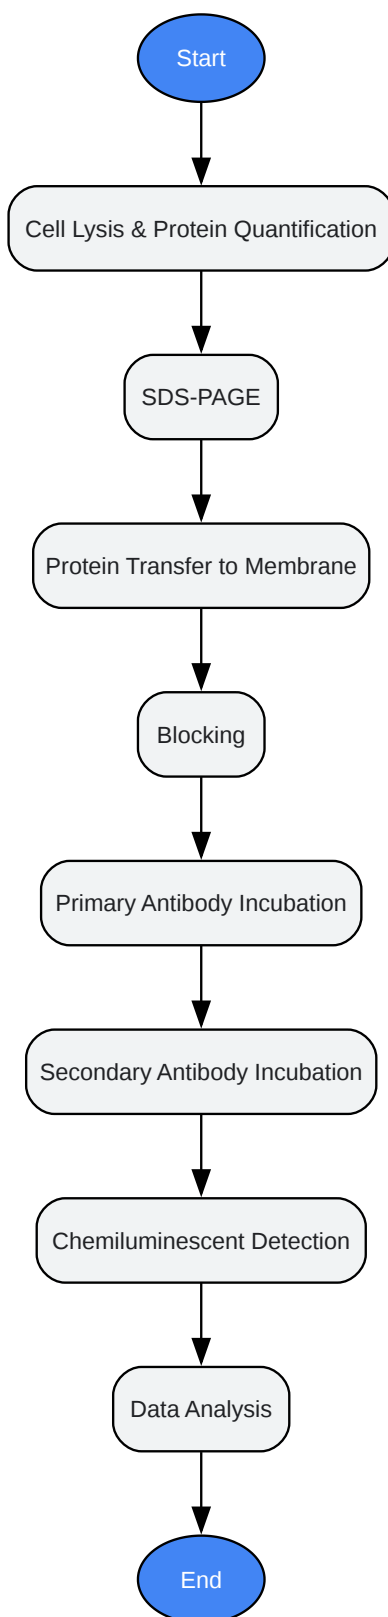 Start
Cell Lysis & Protein Quantification
SDS-PAGE
Protein Transfer to Membrane
Blocking
Primary Antibody Incubation
Secondary Antibody Incubation
Chemiluminescent Detection
Data Analysis
End